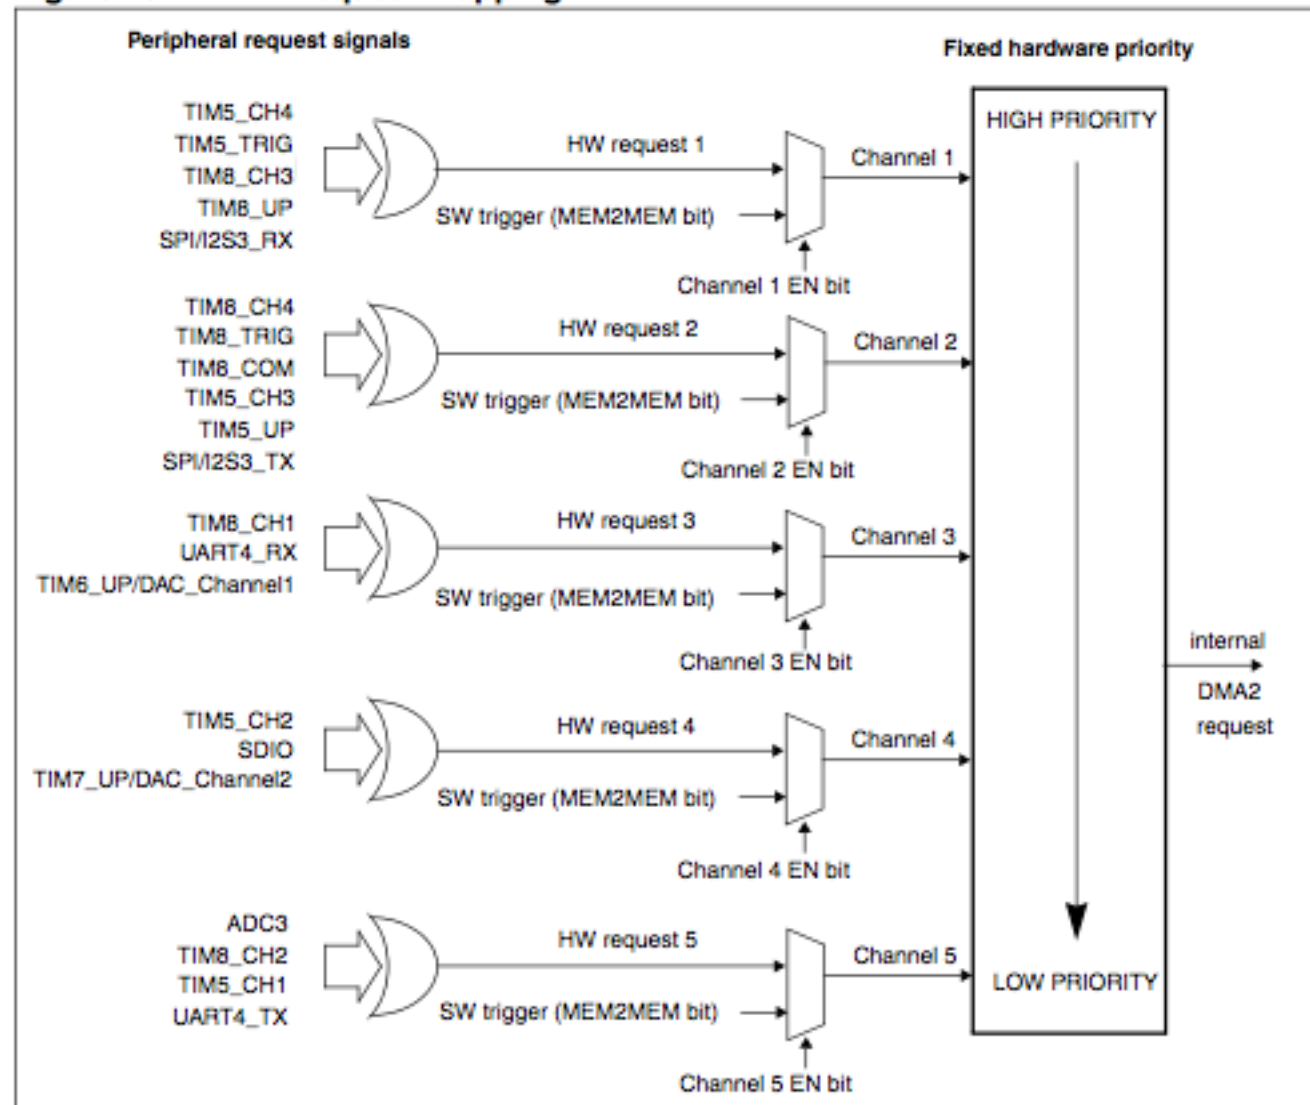 Peripheral request signals
Fixed hardware priority
TIM5_CH4
TIM5_TRIG
TIM8_CH3
TIM8_UP
SPI/I2S3_RX
HW request 1
SW trigger (MEM2MEM bit)
Channel 1
Channel 1 EN bit
HIGH PRIORITY
TIM8_CH4
TIM8_TRIG
TIM8_COM
TIM5_CH3
TIM5_UP
SPI/I2S3_TX
HW request 2
SW trigger (MEM2MEM bit)
Channel 2
Channel 2 EN bit
TIM8_CH1
UART4_RX
TIM6_UP/DAC_Channel1
HW request 3
SW trigger (MEM2MEM bit)
Channel 3
Channel 3 EN bit
internal
DMA2
request
TIM5_CH2
SDIO
TIM7_UP/DAC_Channel2
HW request 4
SW trigger (MEM2MEM bit)
Channel 4
Channel 4 EN bit
ADC3
TIM8_CH2
TIM5_CH1
UART4_TX
HW request 5
SW trigger (MEM2MEM bit)
Channel 5
Channel 5 EN bit
LOW PRIORITY